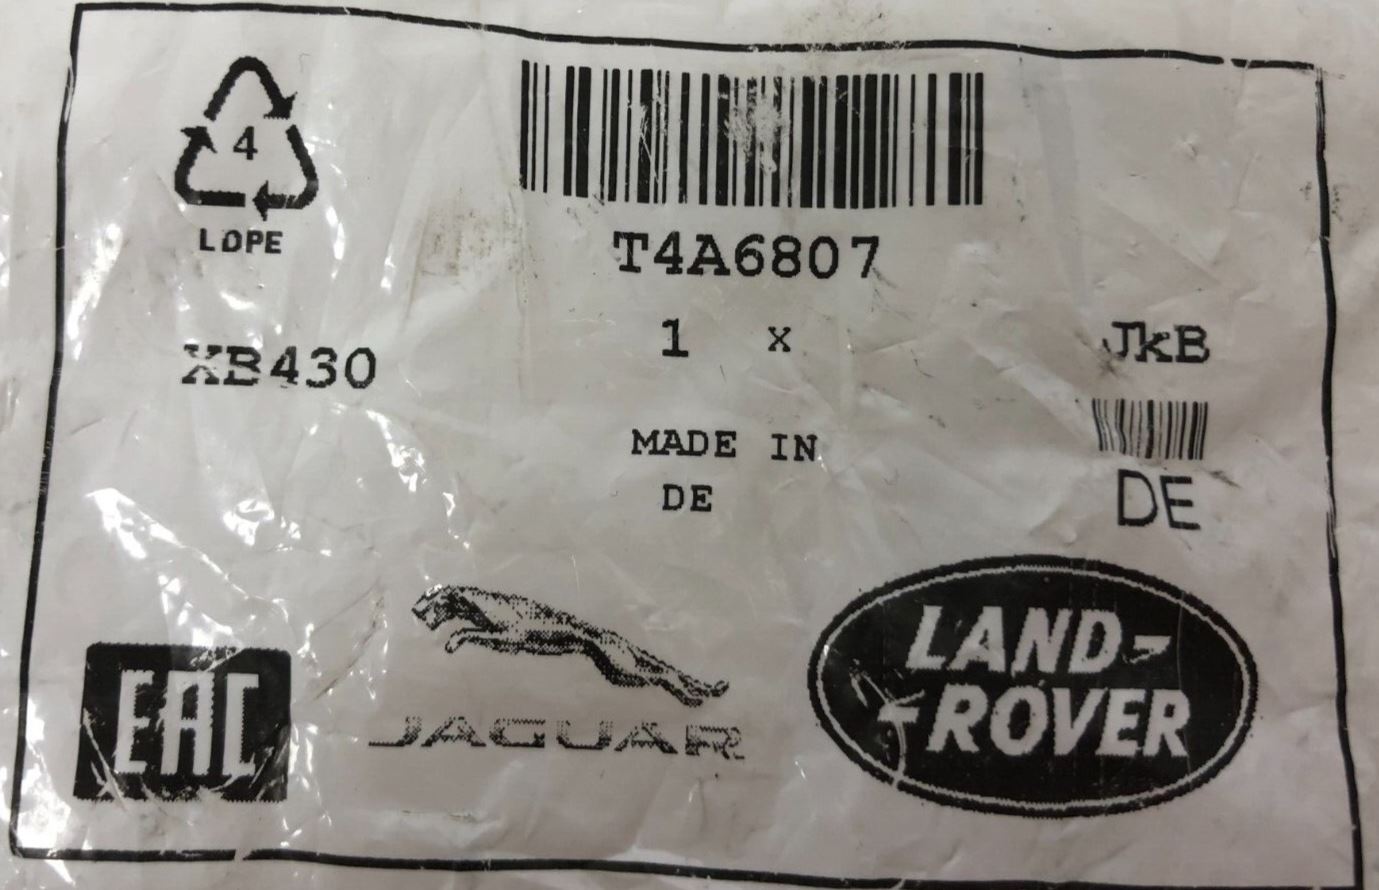 4
LDPE
T4A6807
1 x
JkB
XB430
MADE IN
DE
DE
EAC
JAGUAR
LAND-
ROVER